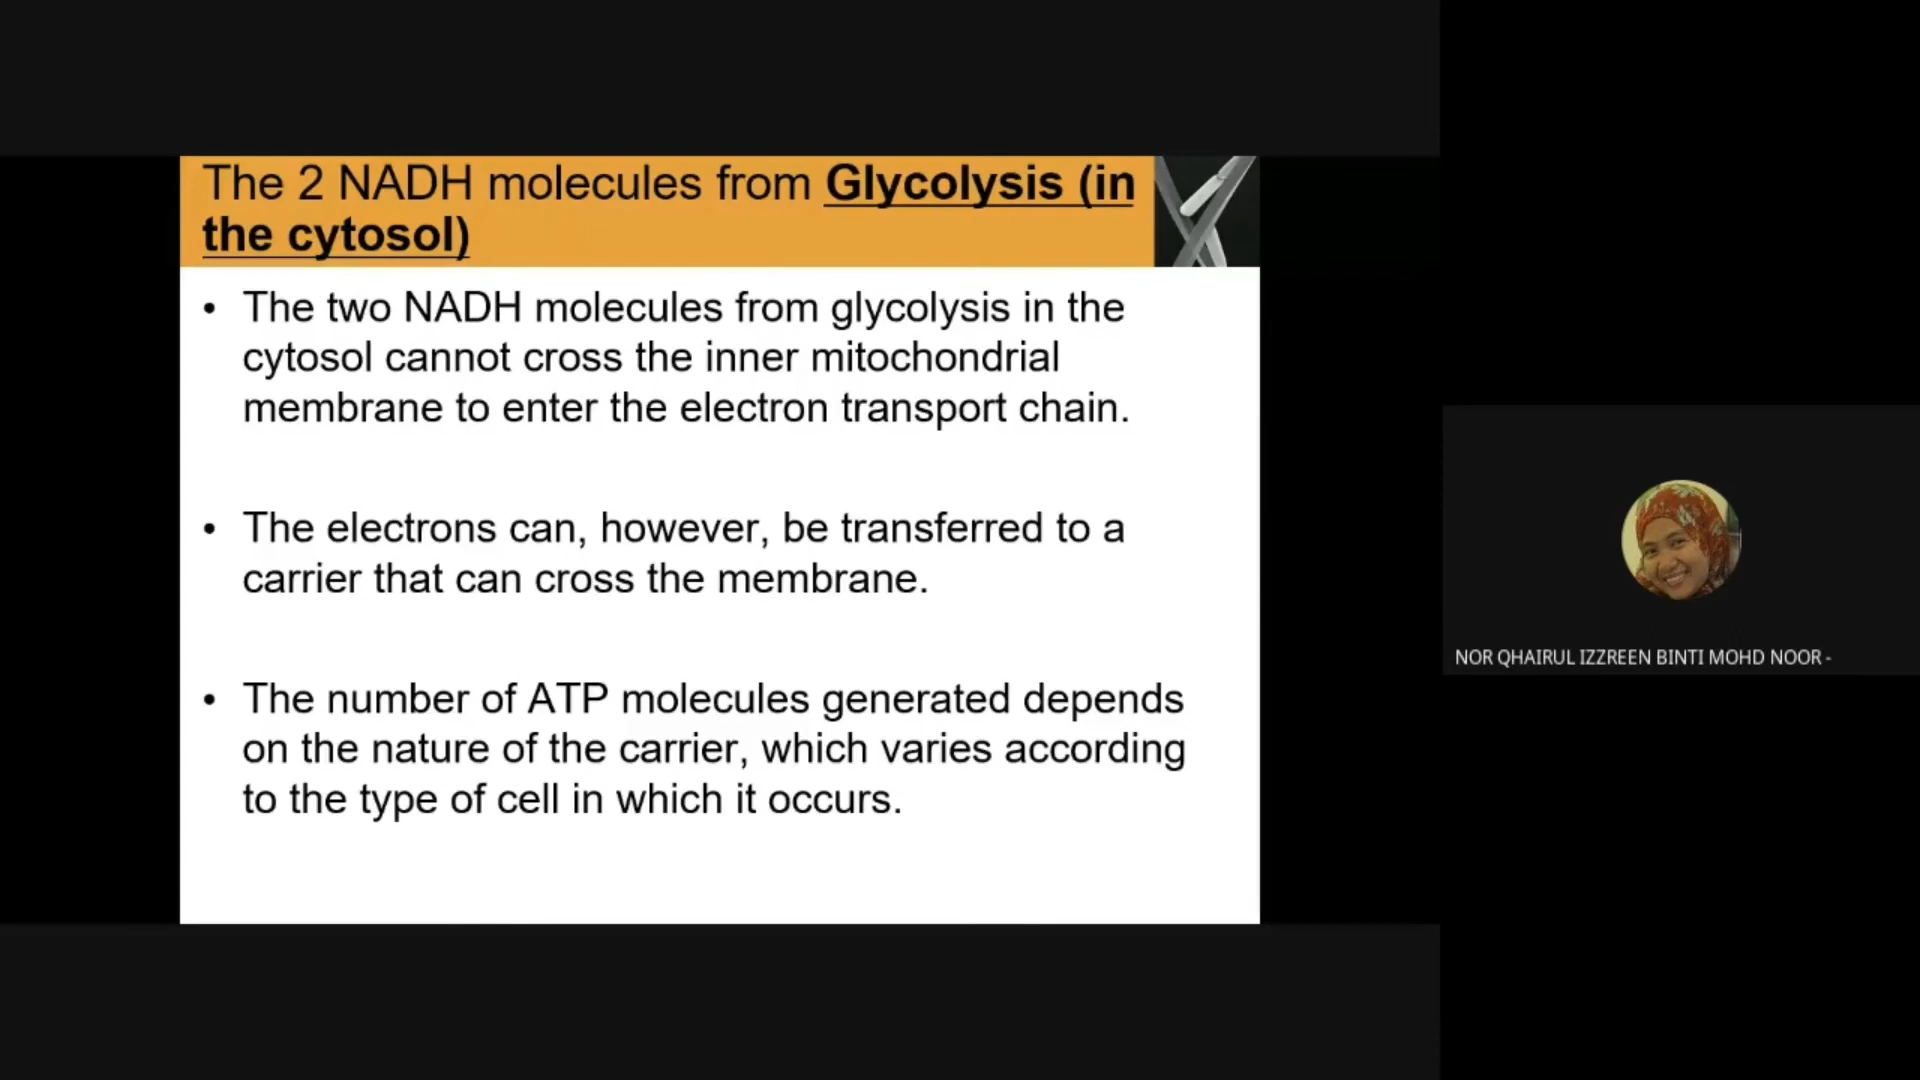 The 2 NADH molecules from Glycolysis (in
the cytosol)
• The two NADH molecules from glycolysis in the
cytosol cannot cross the inner mitochondrial
membrane to enter the electron transport chain.
• The electrons can, however, be transferred to a
carrier that can cross the membrane.
• The number of ATP molecules generated depends
on the nature of the carrier, which varies according
to the type of cell in which it occurs.
NOR QHAIRUL IZZREEN BINTI MOHD NOOR -